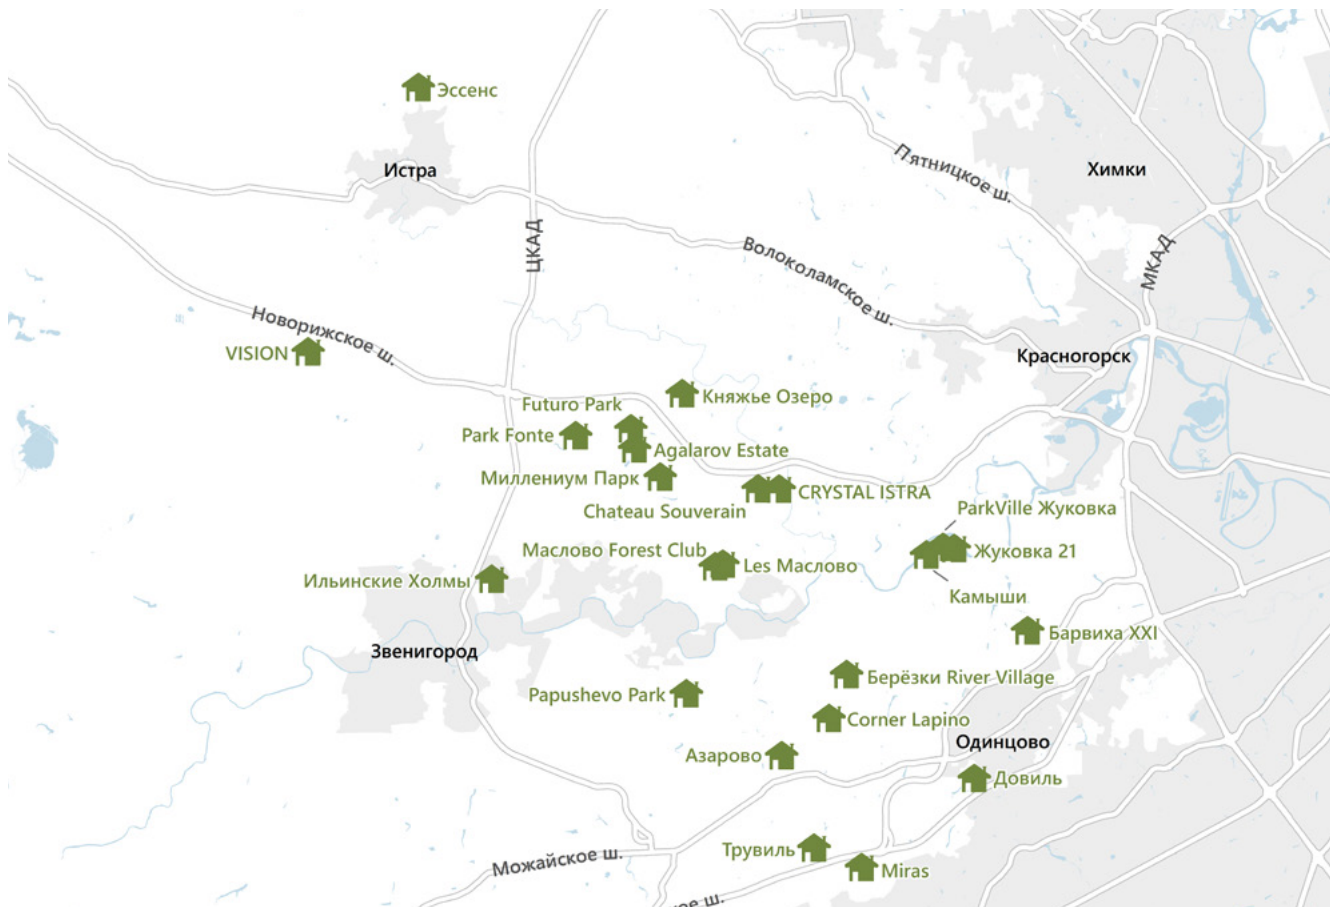 Эссенс
Истра
Пятницкое ш.
Химки
ЦКАД
Волоколамское ш.
МКАД
Новорижское ш.
VISION
Красногорск
Княжье Озеро
Futuro Park
Park Fonte
Agalarov Estate
Миллениум Парк
CRYSTAL ISTRA
Chateau Souverain
ParkVille Жуковка
Маслово Forest Club
Жуковка 21
Les Маслово
Ильинские Холмы
Камыши
Барвиха XXI
Звенигород
Берёзки River Village
Papushevo Park
Corner Lapino
Одинцово
Азарово
Довиль
Трувиль
Можайское ш.
Miras
кое ш.